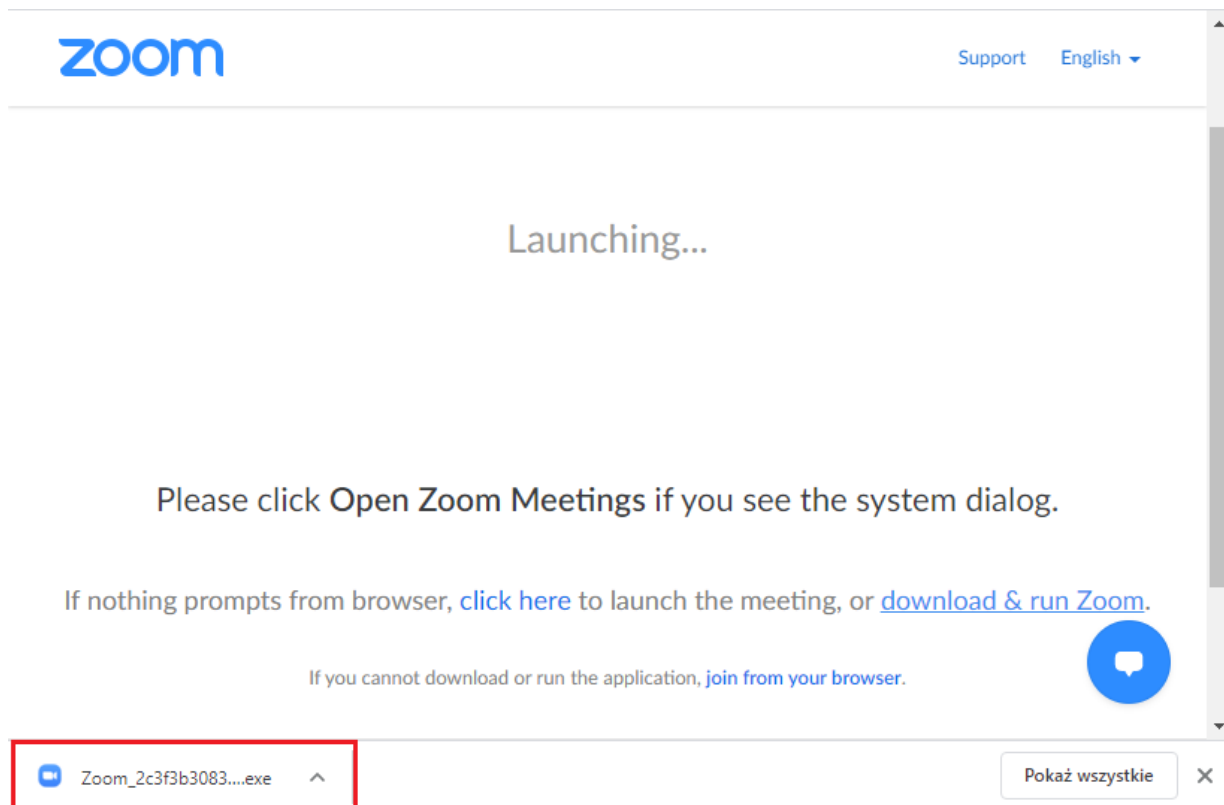 zoom
Support English
Launching...
Please click Open Zoom Meetings if you see the system dialog.
If nothing prompts from browser, click here to launch the meeting, or download & run Zoom.
If you cannot download or run the application, join from your browser.
Zoom_2c3f3b3083....exe
Pokaż wszystkie